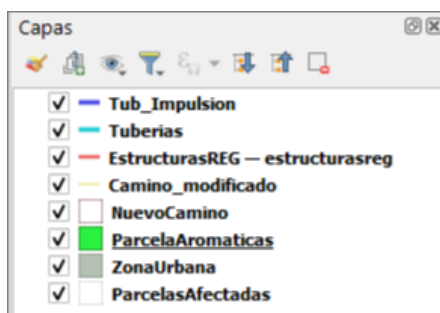 Capas
Tub_Impulsion
Tuberias
EstructurasREG — estructurasreg
Camino_modificado
NuevoCamino
ParcelaAromaticas
ZonaUrbana
ParcelasAfectadas